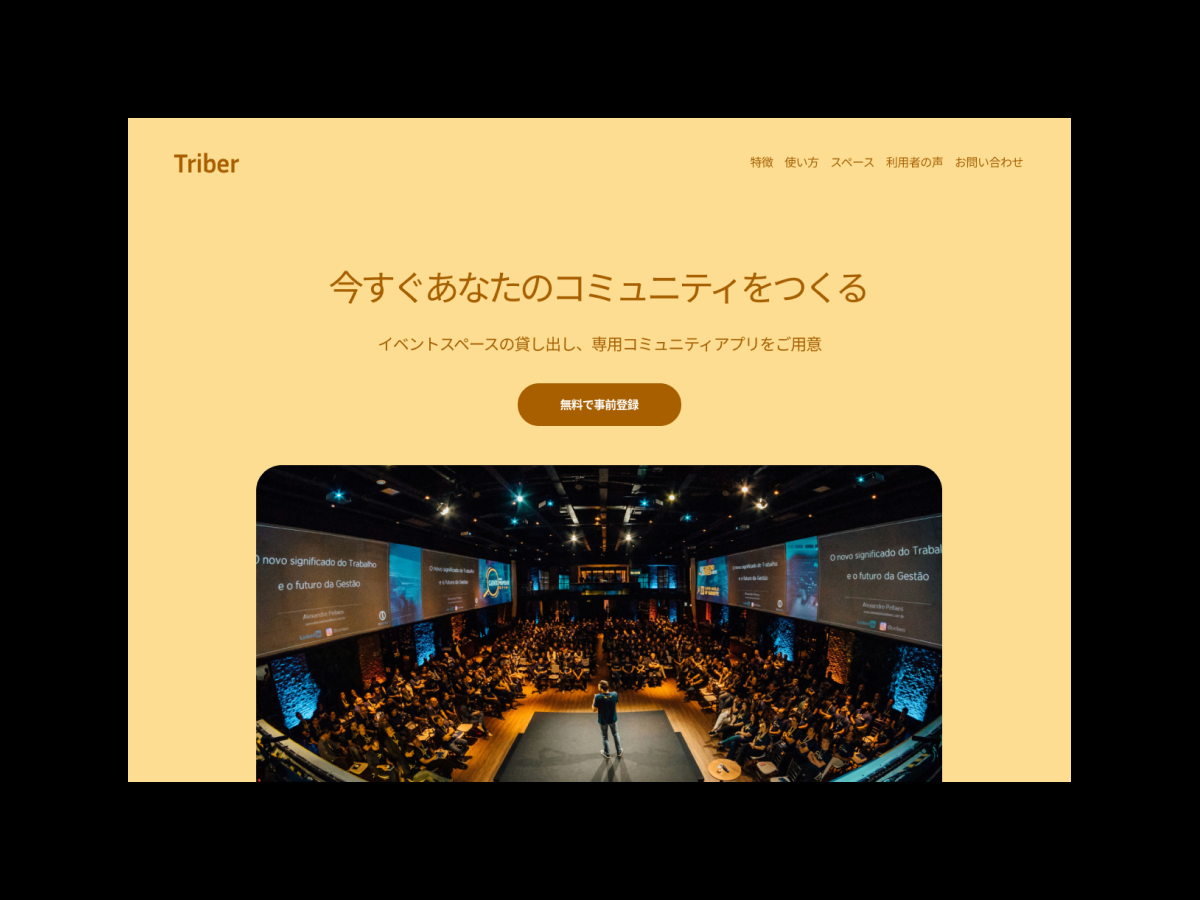 Triber
特徴 使い方 スペース 利用者の声 お問い合わせ
今すぐあなたのコミュニティをつくる
イベントスペースの貸し出し、専用コミュニティアプリをご用意
無料で事前登録
O novo significado do Trabalho
e o futuro da Gestão
Alexandre Pellaes
O novo significado do Trabalho
e o futuro da Gestão
O novo significado do Trabalho
e o futuro da Gestão
O novo significado do Trabal
e o futuro da Gestão
Alexandre Pellaes